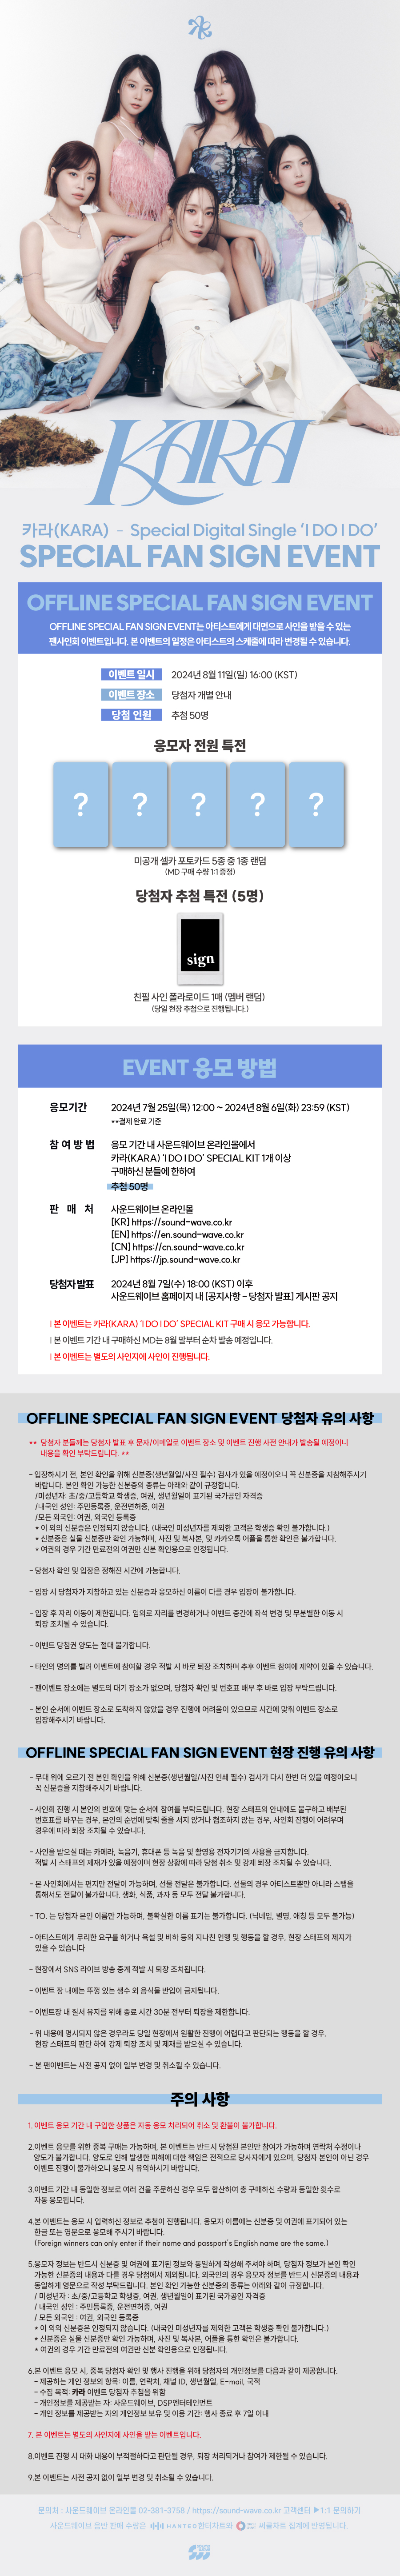 KARA
카라(KARA) - Special Digital Single 'I DO I DO'
SPECIAL FAN SIGN EVENT
OFFLINE SPECIAL FAN SIGN EVENT
OFFLINE SPECIAL FAN SIGN EVENT는 아티스트에게 대면으로 사인을 받을 수 있는
팬사인회 이벤트입니다. 본 이벤트의 일정은 아티스트의 스케줄에 따라 변경될 수 있습니다.
이벤트 일시 2024년 8월 11일(일) 16:00 (KST)
이벤트 장소 당첨자 개별 안내
당첨 인원 추첨 50명
응모자 전원 특전
? ? ? ? ?
미공개 셀카 포토카드 5종 중 1종 랜덤
(MD 구매 수량 1:1 증정)
당첨자 추첨 특전 (5명)
sign
친필 사인 폴라로이드 1매 (멤버 랜덤)
(당일 현장 추첨으로 진행됩니다.)
EVENT 응모 방법
응모기간 2024년 7월 25일(목) 12:00 ~ 2024년 8월 6일(화) 23:59 (KST)
**결제 완료 기준
참 여 방 법 응모 기간 내 사운드웨이브 온라인몰에서
카라(KARA) 'I DO I DO' SPECIAL KIT 1개 이상
구매하신 분들에 한하여
추첨 50명
판 매 처 사운드웨이브 온라인몰
[KR] https://sound-wave.co.kr
[EN] https://en.sound-wave.co.kr
[CN] https://cn.sound-wave.co.kr
[JP] https://jp.sound-wave.co.kr
당첨자 발표 2024년 8월 7일(수) 18:00 (KST) 이후
사운드웨이브 홈페이지 내 [공지사항 - 당첨자 발표] 게시판 공지
| 본 이벤트는 카라(KARA) 'I DO I DO' SPECIAL KIT 구매 시 응모 가능합니다.
| 본 이벤트 기간 내 구매하신 MD는 8월 말부터 순차 발송 예정입니다.
| 본 이벤트는 별도의 사인지에 사인이 진행됩니다.
OFFLINE SPECIAL FAN SIGN EVENT 당첨자 유의 사항
** 당첨자 분들께는 당첨자 발표 후 문자/이메일로 이벤트 장소 및 이벤트 진행 사전 안내가 발송될 예정이니
내용을 확인 부탁드립니다. **
- 입장하시기 전, 본인 확인을 위해 신분증(생년월일/사진 필수) 검사가 있을 예정이오니 꼭 신분증을 지참해주시기
바랍니다. 본인 확인 가능한 신분증의 종류는 아래와 같이 규정합니다.
/미성년자: 초/중/고등학교 학생증, 여권, 생년월일이 표기된 국가공인 자격증
/내국인 성인: 주민등록증, 운전면허증, 여권
/모든 외국인: 여권, 외국인 등록증
* 이 외의 신분증은 인정되지 않습니다. (내국인 미성년자를 제외한 고객은 학생증 확인 불가합니다.)
* 신분증은 실물 신분증만 확인 가능하며, 사진 및 복사본, 및 카카오톡 어플을 통한 확인은 불가합니다.
* 여권의 경우 기간 만료전의 여권만 신분 확인용으로 인정됩니다.
- 당첨자 확인 및 입장은 정해진 시간에 가능합니다.
- 입장 시 당첨자가 지참하고 있는 신분증과 응모하신 이름이 다를 경우 입장이 불가합니다.
- 입장 후 자리 이동이 제한됩니다. 임의로 자리를 변경하거나 이벤트 중간에 좌석 변경 및 무분별한 이동 시
퇴장 조치될 수 있습니다.
- 이벤트 당첨권 양도는 절대 불가합니다.
- 타인의 명의를 빌려 이벤트에 참여할 경우 적발 시 바로 퇴장 조치하며 추후 이벤트 참여에 제약이 있을 수 있습니다.
- 팬이벤트 장소에는 별도의 대기 장소가 없으며, 당첨자 확인 및 번호표 배부 후 바로 입장 부탁드립니다.
- 본인 순서에 이벤트 장소로 도착하지 않았을 경우 진행에 어려움이 있으므로 시간에 맞춰 이벤트 장소로
입장해주시기 바랍니다.
OFFLINE SPECIAL FAN SIGN EVENT 현장 진행 유의 사항
- 무대 위에 오르기 전 본인 확인을 위해 신분증(생년월일/사진 인쇄 필수) 검사가 다시 한번 더 있을 예정이오니
꼭 신분증을 지참해주시기 바랍니다.
- 사인회 진행 시 본인의 번호에 맞는 순서에 참여를 부탁드립니다. 현장 스태프의 안내에도 불구하고 배부된
번호표를 바꾸는 경우, 본인의 순번에 맞춰 줄을 서지 않거나 협조하지 않는 경우, 사인회 진행이 어려우며
경우에 따라 퇴장 조치될 수 있습니다.
- 사인을 받으실 때는 카메라, 녹음기, 휴대폰 등 녹음 및 촬영용 전자기기의 사용을 금지합니다.
적발 시 스태프의 제재가 있을 예정이며 현장 상황에 따라 당첨 취소 및 강제 퇴장 조치될 수 있습니다.
- 본 사인회에서는 편지만 전달이 가능하며, 선물 전달은 불가합니다. 선물의 경우 아티스트뿐만 아니라 스탭을
통해서도 전달이 불가합니다. 생화, 식품, 과자 등 모두 전달 불가합니다.
- TO. 는 당첨자 본인 이름만 가능하며, 불확실한 이름 표기는 불가합니다. (닉네임, 별명, 애칭 등 모두 불가능)
- 아티스트에게 무리한 요구를 하거나 욕설 및 비하 등의 지나친 언행 및 행동을 할 경우, 현장 스태프의 제지가
있을 수 있습니다
- 현장에서 SNS 라이브 방송 중계 적발 시 퇴장 조치됩니다.
- 이벤트 장 내에는 뚜껑 있는 생수 외 음식물 반입이 금지됩니다.
- 이벤트장 내 질서 유지를 위해 종료 시간 30분 전부터 퇴장을 제한합니다.
- 위 내용에 명시되지 않은 경우라도 당일 현장에서 원활한 진행이 어렵다고 판단되는 행동을 할 경우,
현장 스태프의 판단 하에 강제 퇴장 조치 및 제재를 받으실 수 있습니다.
- 본 팬이벤트는 사전 공지 없이 일부 변경 및 취소될 수 있습니다.
주의 사항
1. 이벤트 응모 기간 내 구입한 상품은 자동 응모 처리되어 취소 및 환불이 불가합니다.
2.이벤트 응모를 위한 중복 구매는 가능하며, 본 이벤트는 반드시 당첨된 본인만 참여가 가능하며 연락처 수정이나
양도가 불가합니다. 양도로 인해 발생한 피해에 대한 책임은 전적으로 당사자에게 있으며, 당첨자 본인이 아닌 경우
이벤트 진행이 불가하오니 응모 시 유의하시기 바랍니다.
3.이벤트 기간 내 동일한 정보로 여러 건을 주문하신 경우 모두 합산하여 총 구매하신 수량과 동일한 횟수로
자동 응모됩니다.
4.본 이벤트는 응모 시 입력하신 정보로 추첨이 진행됩니다. 응모자 이름에는 신분증 및 여권에 표기되어 있는
한글 또는 영문으로 응모해 주시기 바랍니다.
(Foreign winners can only enter if their name and passport's English name are the same.)
5.응모자 정보는 반드시 신분증 및 여권에 표기된 정보와 동일하게 작성해 주셔야 하며, 당첨자 정보가 본인 확인
가능한 신분증의 내용과 다를 경우 당첨에서 제외됩니다. 외국인의 경우 응모자 정보를 반드시 신분증의 내용과
동일하게 영문으로 작성 부탁드립니다. 본인 확인 가능한 신분증의 종류는 아래와 같이 규정합니다.
/ 미성년자 : 초/중/고등학교 학생증, 여권, 생년월일이 표기된 국가공인 자격증
/ 내국인 성인 : 주민등록증, 운전면허증, 여권
/ 모든 외국인 : 여권, 외국인 등록증
* 이 외의 신분증은 인정되지 않습니다. (내국인 미성년자를 제외한 고객은 학생증 확인 불가합니다.)
* 신분증은 실물 신분증만 확인 가능하며, 사진 및 복사본, 어플을 통한 확인은 불가합니다.
* 여권의 경우 기간 만료전의 여권만 신분 확인용으로 인정됩니다.
6.본 이벤트 응모 시, 중복 당첨자 확인 및 행사 진행을 위해 당첨자의 개인정보를 다음과 같이 제공합니다.
- 제공하는 개인 정보의 항목: 이름, 연락처, 채널 ID, 생년월일, E-mail, 국적
- 수집 목적: 카라 이벤트 당첨자 추첨을 위함
- 개인정보를 제공받는 자: 사운드웨이브, DSP엔터테인먼트
- 개인 정보를 제공받는 자의 개인정보 보유 및 이용 기간: 행사 종료 후 7일 이내
7. 본 이벤트는 별도의 사인지에 사인을 받는 이벤트입니다.
8.이벤트 진행 시 대화 내용이 부적절하다고 판단될 경우, 퇴장 처리되거나 참여가 제한될 수 있습니다.
9.본 이벤트는 사전 공지 없이 일부 변경 및 취소될 수 있습니다.
문의처 : 사운드웨이브 온라인몰 02-381-3758 / https://sound-wave.co.kr 고객센터 ▶1:1 문의하기
사운드웨이브 음반 판매 수량은 HANTEO 한터차트와 써클차트 집계에 반영됩니다.